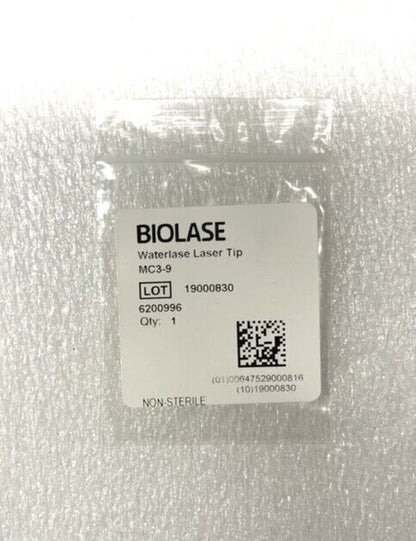 BIOLASE
Waterlase Laser Tip
MC3-9
LOT 19000830
6200996
Qty: 1
(01)00647529000816
(10)19000830
NON-STERILE